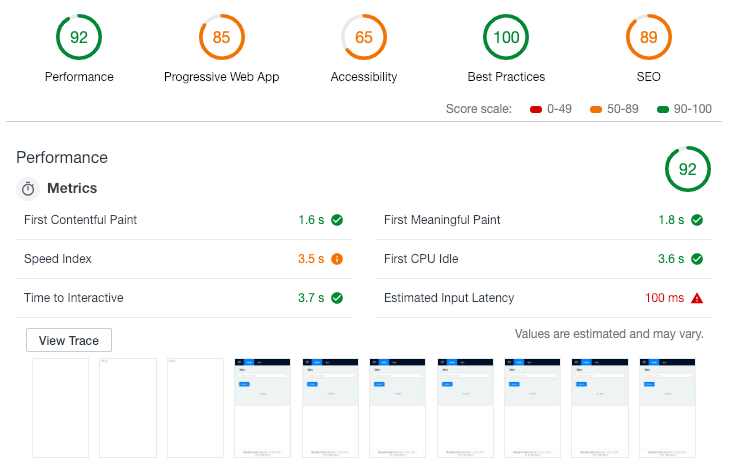 92 85 65 100 89
Performance Progressive Web App Accessibility Best Practices SEO
Score scale: 0-49 50-89 90-100
Performance 92
Metrics
First Contentful Paint 1.6 s First Meaningful Paint 1.8 s
Speed Index 3.5 s First CPU Idle 3.6 s
Time to Interactive 3.7 s Estimated Input Latency 100 ms
View Trace Values are estimated and may vary.